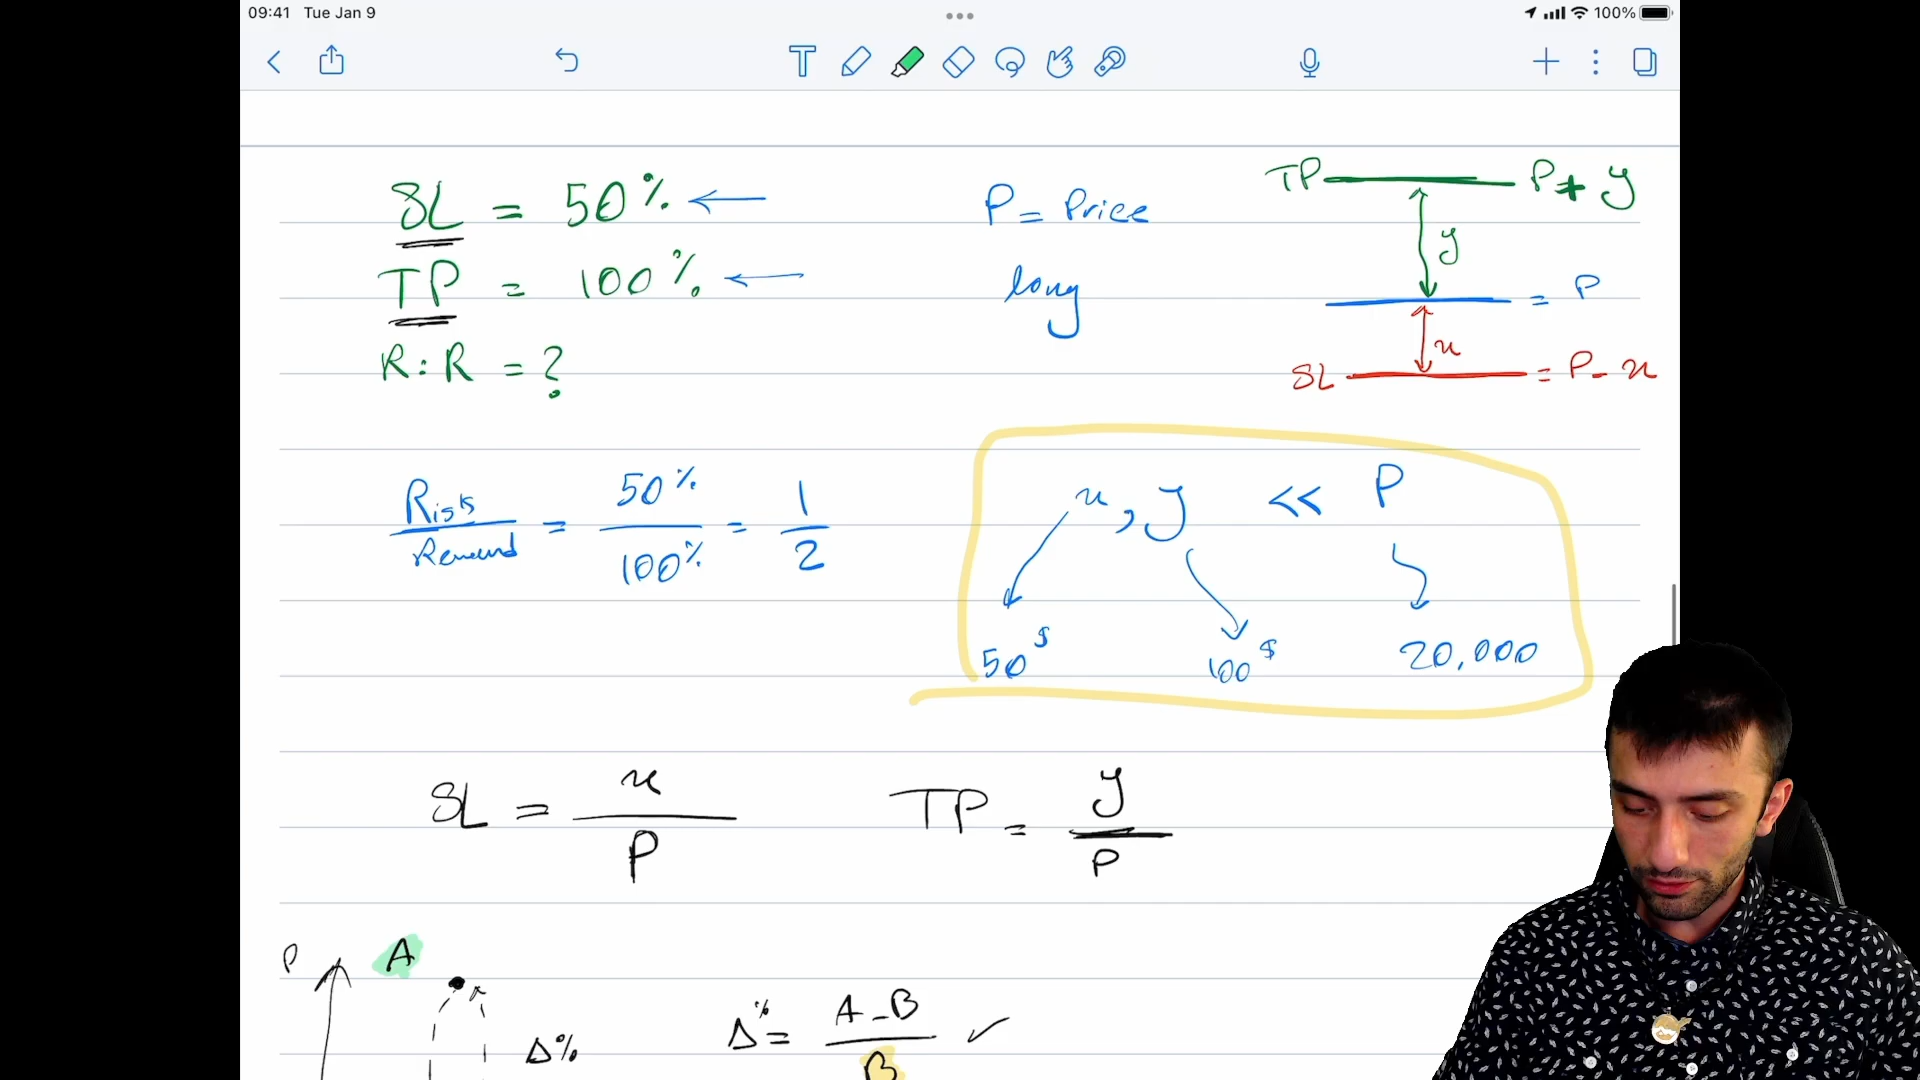 09:41 Tue Jan 9
100%
SL = 50% ←
TP = 100% ←
R:R = ?
P = Price
long
TP P + y
y
= P
x
SL = P - x
Risk / Reward = 50% / 100% = 1 / 2
x, y << P
50$ 100$ 20,000
SL = x / P TP = y / P
P A
Δ% = A - B / B ✓
Δ%